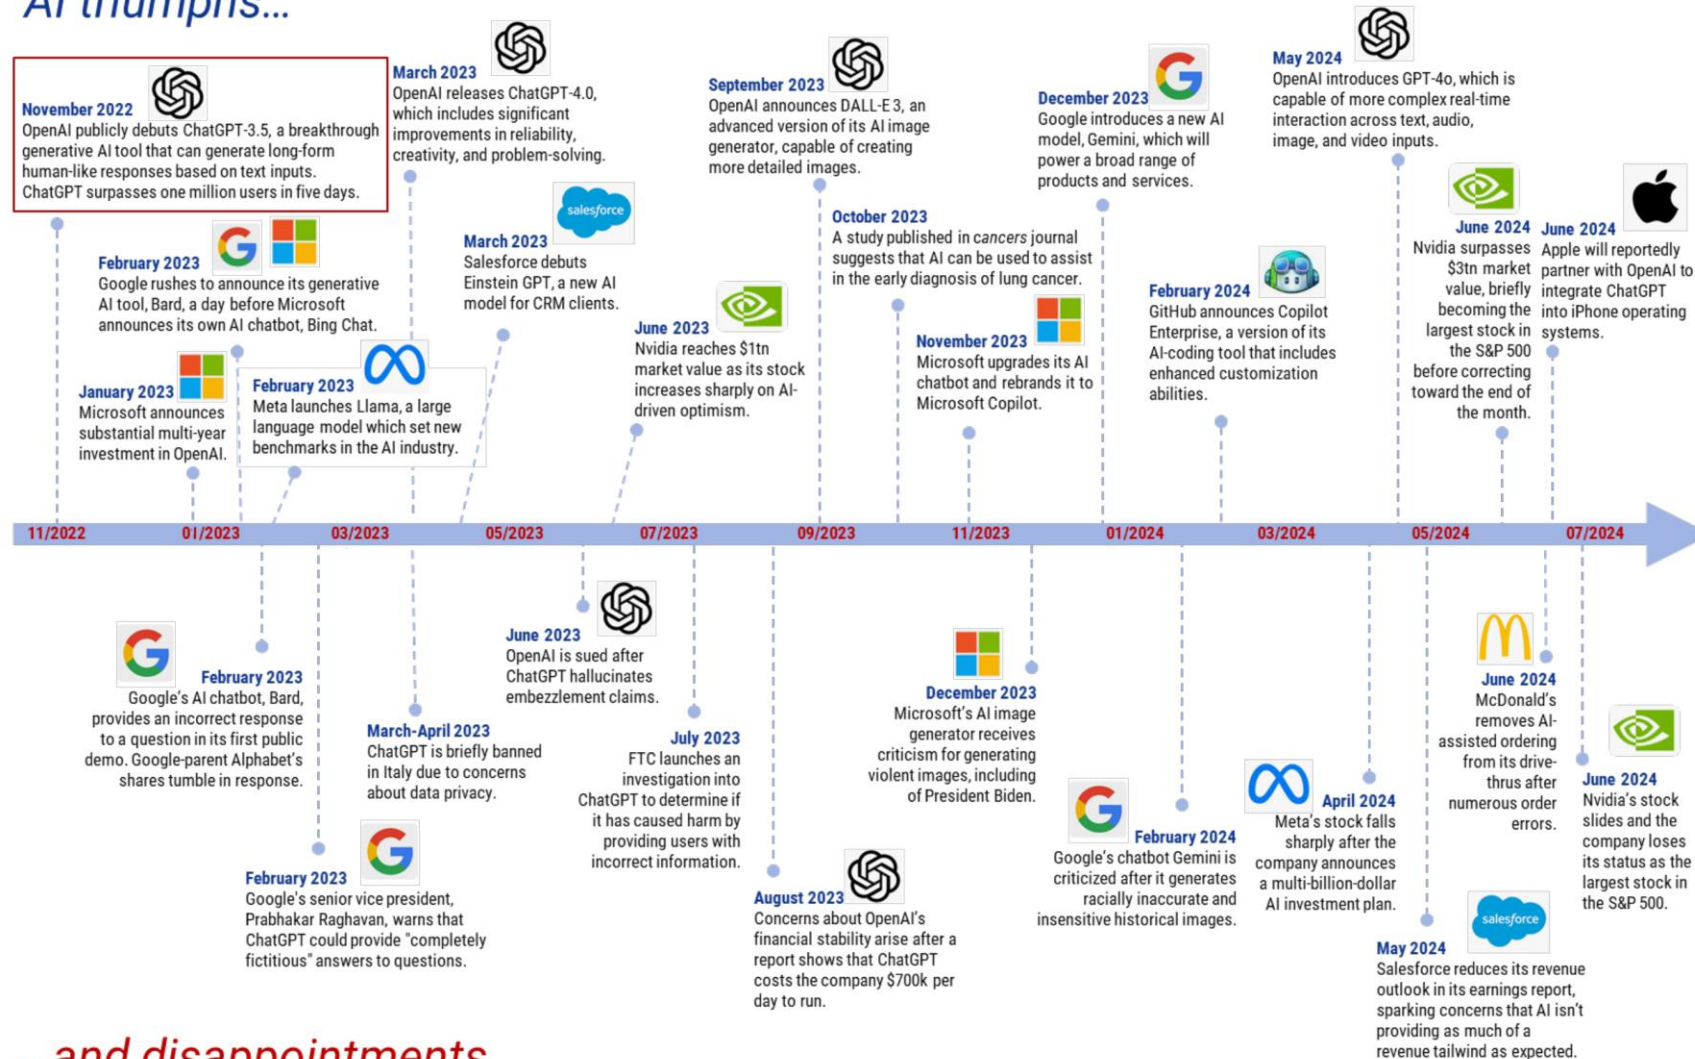 AI triumphs...
November 2022
OpenAI publicly debuts ChatGPT-3.5, a breakthrough
generative AI tool that can generate long-form
human-like responses based on text inputs.
ChatGPT surpasses one million users in five days.
March 2023
OpenAI releases ChatGPT-4.0,
which includes significant
improvements in reliability,
creativity, and problem-solving.
September 2023
OpenAI announces DALL-E 3, an
advanced version of its AI image
generator, capable of creating
more detailed images.
December 2023
Google introduces a new AI
model, Gemini, which will
power a broad range of
products and services.
May 2024
OpenAI introduces GPT-4o, which is
capable of more complex real-time
interaction across text, audio,
image, and video inputs.
February 2023
Google rushes to announce its generative
AI tool, Bard, a day before Microsoft
announces its own AI chatbot, Bing Chat.
salesforce
March 2023
Salesforce debuts
Einstein GPT, a new AI
model for CRM clients.
October 2023
A study published in cancers journal
suggests that AI can be used to assist
in the early diagnosis of lung cancer.
June 2024
Nvidia surpasses
$3tn market
value, briefly
becoming the
largest stock in
the S&P 500
before correcting
toward the end of
the month.
June 2024
Apple will reportedly
partner with OpenAI to
integrate ChatGPT
into iPhone operating
systems.
January 2023
Microsoft announces
substantial multi-year
investment in OpenAI.
February 2023
Meta launches Llama, a large
language model which set new
benchmarks in the AI industry.
June 2023
Nvidia reaches $1tn
market value as its stock
increases sharply on AI-
driven optimism.
November 2023
Microsoft upgrades its AI
chatbot and rebrands it to
Microsoft Copilot.
February 2024
GitHub announces Copilot
Enterprise, a version of its
AI-coding tool that includes
enhanced customization
abilities.
11/2022 01/2023 03/2023 05/2023 07/2023 09/2023 11/2023 01/2024 03/2024 05/2024 07/2024
February 2023
Google's AI chatbot, Bard,
provides an incorrect response
to a question in its first public
demo. Google-parent Alphabet's
shares tumble in response.
February 2023
Google's senior vice president,
Prabhakar Raghavan, warns that
ChatGPT could provide "completely
fictitious" answers to questions.
March-April 2023
ChatGPT is briefly banned
in Italy due to concerns
about data privacy.
June 2023
OpenAI is sued after
ChatGPT hallucinates
embezzlement claims.
July 2023
FTC launches an
investigation into
ChatGPT to determine if
it has caused harm by
providing users with
incorrect information.
August 2023
Concerns about OpenAI's
financial stability arise after a
report shows that ChatGPT
costs the company $700k per
day to run.
December 2023
Microsoft's AI image
generator receives
criticism for generating
violent images, including
of President Biden.
February 2024
Google's chatbot Gemini is
criticized after it generates
racially inaccurate and
insensitive historical images.
April 2024
Meta's stock falls
sharply after the
company announces
a multi-billion-dollar
AI investment plan.
salesforce
May 2024
Salesforce reduces its revenue
outlook in its earnings report,
sparking concerns that AI isn't
providing as much of a
revenue tailwind as expected.
June 2024
McDonald's
removes AI-
assisted ordering
from its drive-
thrus after
numerous order
errors.
June 2024
Nvidia's stock
slides and the
company loses
its status as the
largest stock in
the S&P 500.
and disappointments